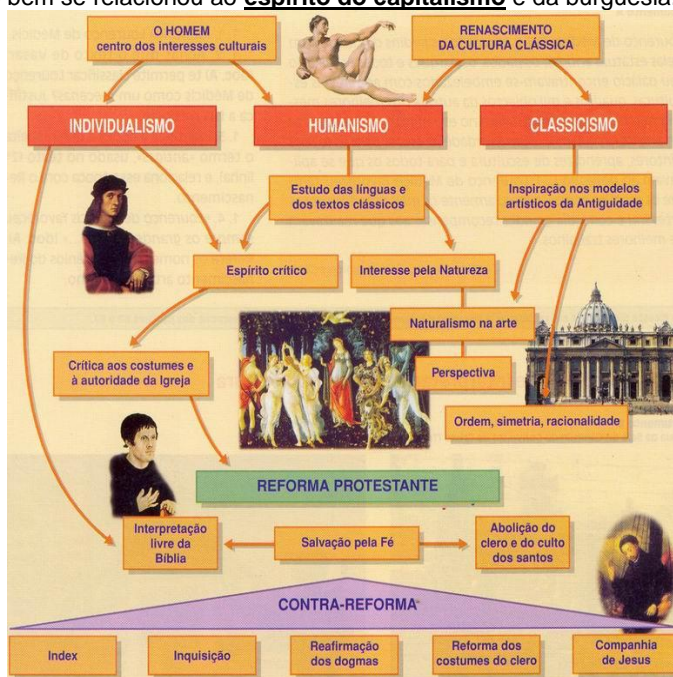 bem se relacionou ao espírito do capitalismo e da burguesia
O HOMEM
centro dos interesses culturais
RENASCIMENTO
DA CULTURA CLÁSSICA
INDIVIDUALISMO
HUMANISMO
CLASSICISMO
Estudo das línguas e
dos textos clássicos
Inspiração nos modelos
artísticos da Antiguidade
Espírito crítico
Interesse pela Natureza
Naturalismo na arte
Crítica aos costumes e
à autoridade da Igreja
Perspectiva
Ordem, simetria, racionalidade
REFORMA PROTESTANTE
Interpretação
livre da
Bíblia
Salvação pela Fé
Abolição do
clero e do culto
dos santos
CONTRA-REFORMA
Index
Inquisição
Reafirmação
dos dogmas
Reforma dos
costumes do clero
Companhia
de Jesus